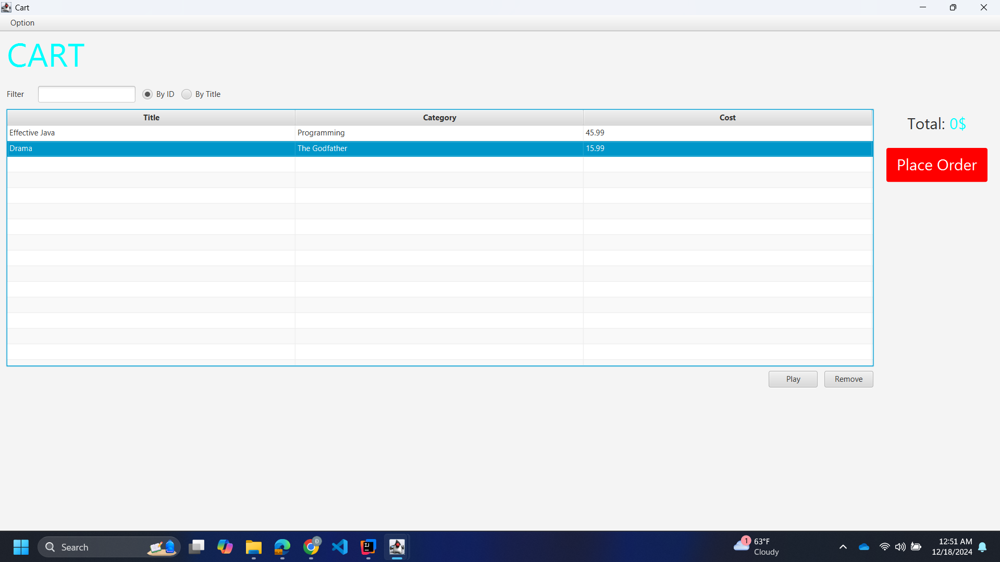 Cart
Option
CART
Filter By ID By Title
Title Category Cost
Effective Java Programming 45.99
Drama The Godfather 15.99
Total: 0$
Place Order
Play Remove
Search
1
63°F
Cloudy
12:51 AM
12/18/2024